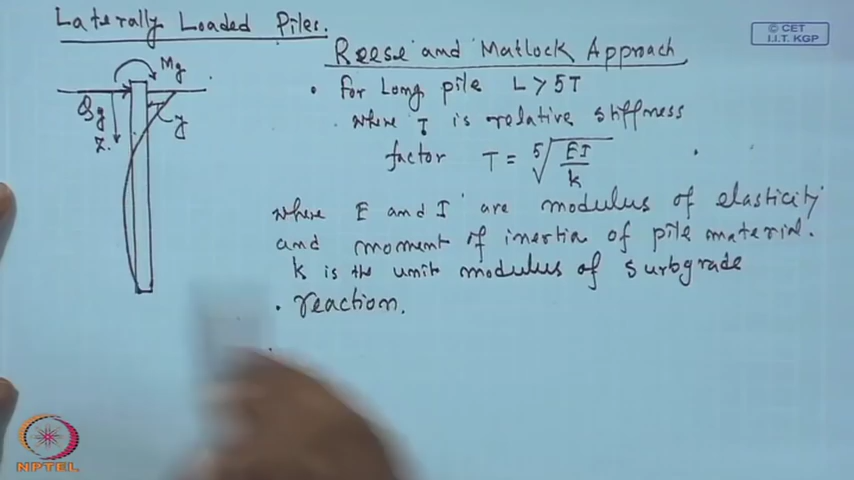 Laterally Loaded Piles.
© CET
I.I.T. KGP
Reese and Matlock Approach
Mg
Qg
y
z.
• for Long pile L > 5T
where T is relative stiffness
factor T = ⁵√(EI/k)
where E and I are modulus of elasticity
and moment of inertia of pile material.
k is the unit modulus of surbgrade
• reaction.
NPTEL